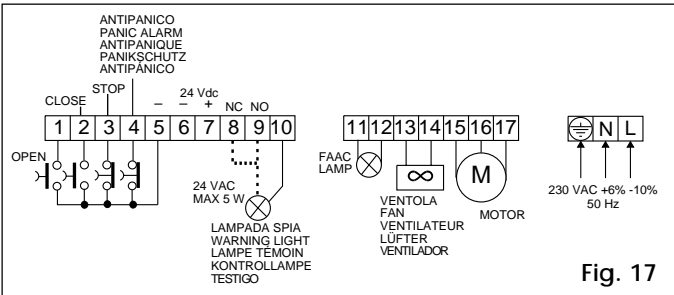 ANTIPANICO
PANIC ALARM
ANTIPANIQUE
PANIKSCHUTZ
ANTIPÁNICO
STOP
CLOSE
24 Vdc
– – +
NC NO
1 2 3 4 5 6 7 8 9 10
OPEN
24 VAC
MAX 5 W
LAMPADA SPIA
WARNING LIGHT
LAMPE TÉMOIN
KONTROLLAMPE
TESTIGO
11 12 13 14 15 16 17
FAAC
LAMP
VENTOLA
FAN
VENTILATEUR
LÜFTER
VENTILADOR
M
MOTOR
N L
230 VAC +6% -10%
50 Hz
Fig. 17